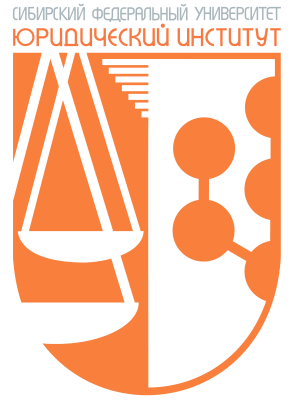 СИБИРСКИЙ ФЕДЕРАЛЬНЫЙ УНИВЕРСИТЕТ
ЮРИДИЧЕСКИЙ ИНСТИТУТ